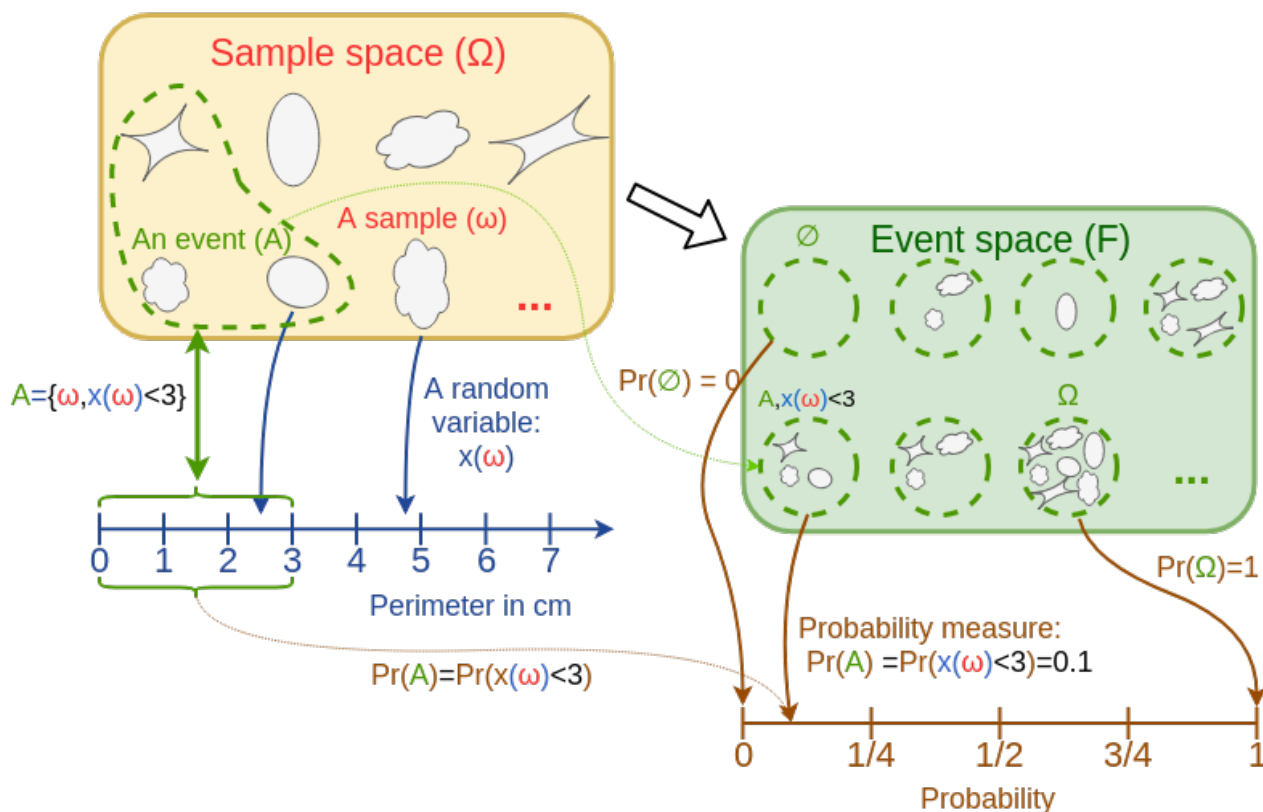 Sample space (Ω)
An event (A)
A sample (ω)
...
A={ω,x(ω)<3}
A random
variable:
x(ω)
0 1 2 3 4 5 6 7
Perimeter in cm
Pr(A)=Pr(x(ω)<3)
Event space (F)
∅
Pr(∅) = 0
A,x(ω)<3
Ω
...
Pr(Ω)=1
Probability measure:
Pr(A) =Pr(x(ω)<3)=0.1
0 1/4 1/2 3/4 1
Probability